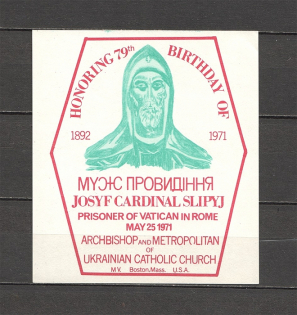 HONORING 79th BIRTHDAY OF
1892 1971
МУЖ ПРОВИДІННЯ
JOSYF CARDINAL SLIPYJ
PRISONER OF VATICAN IN ROME
MAY 25 1971
ARCHBISHOP AND METROPOLITAN
OF
UKRAINIAN CATHOLIC CHURCH
M.V. Boston, Mass. U.S.A.